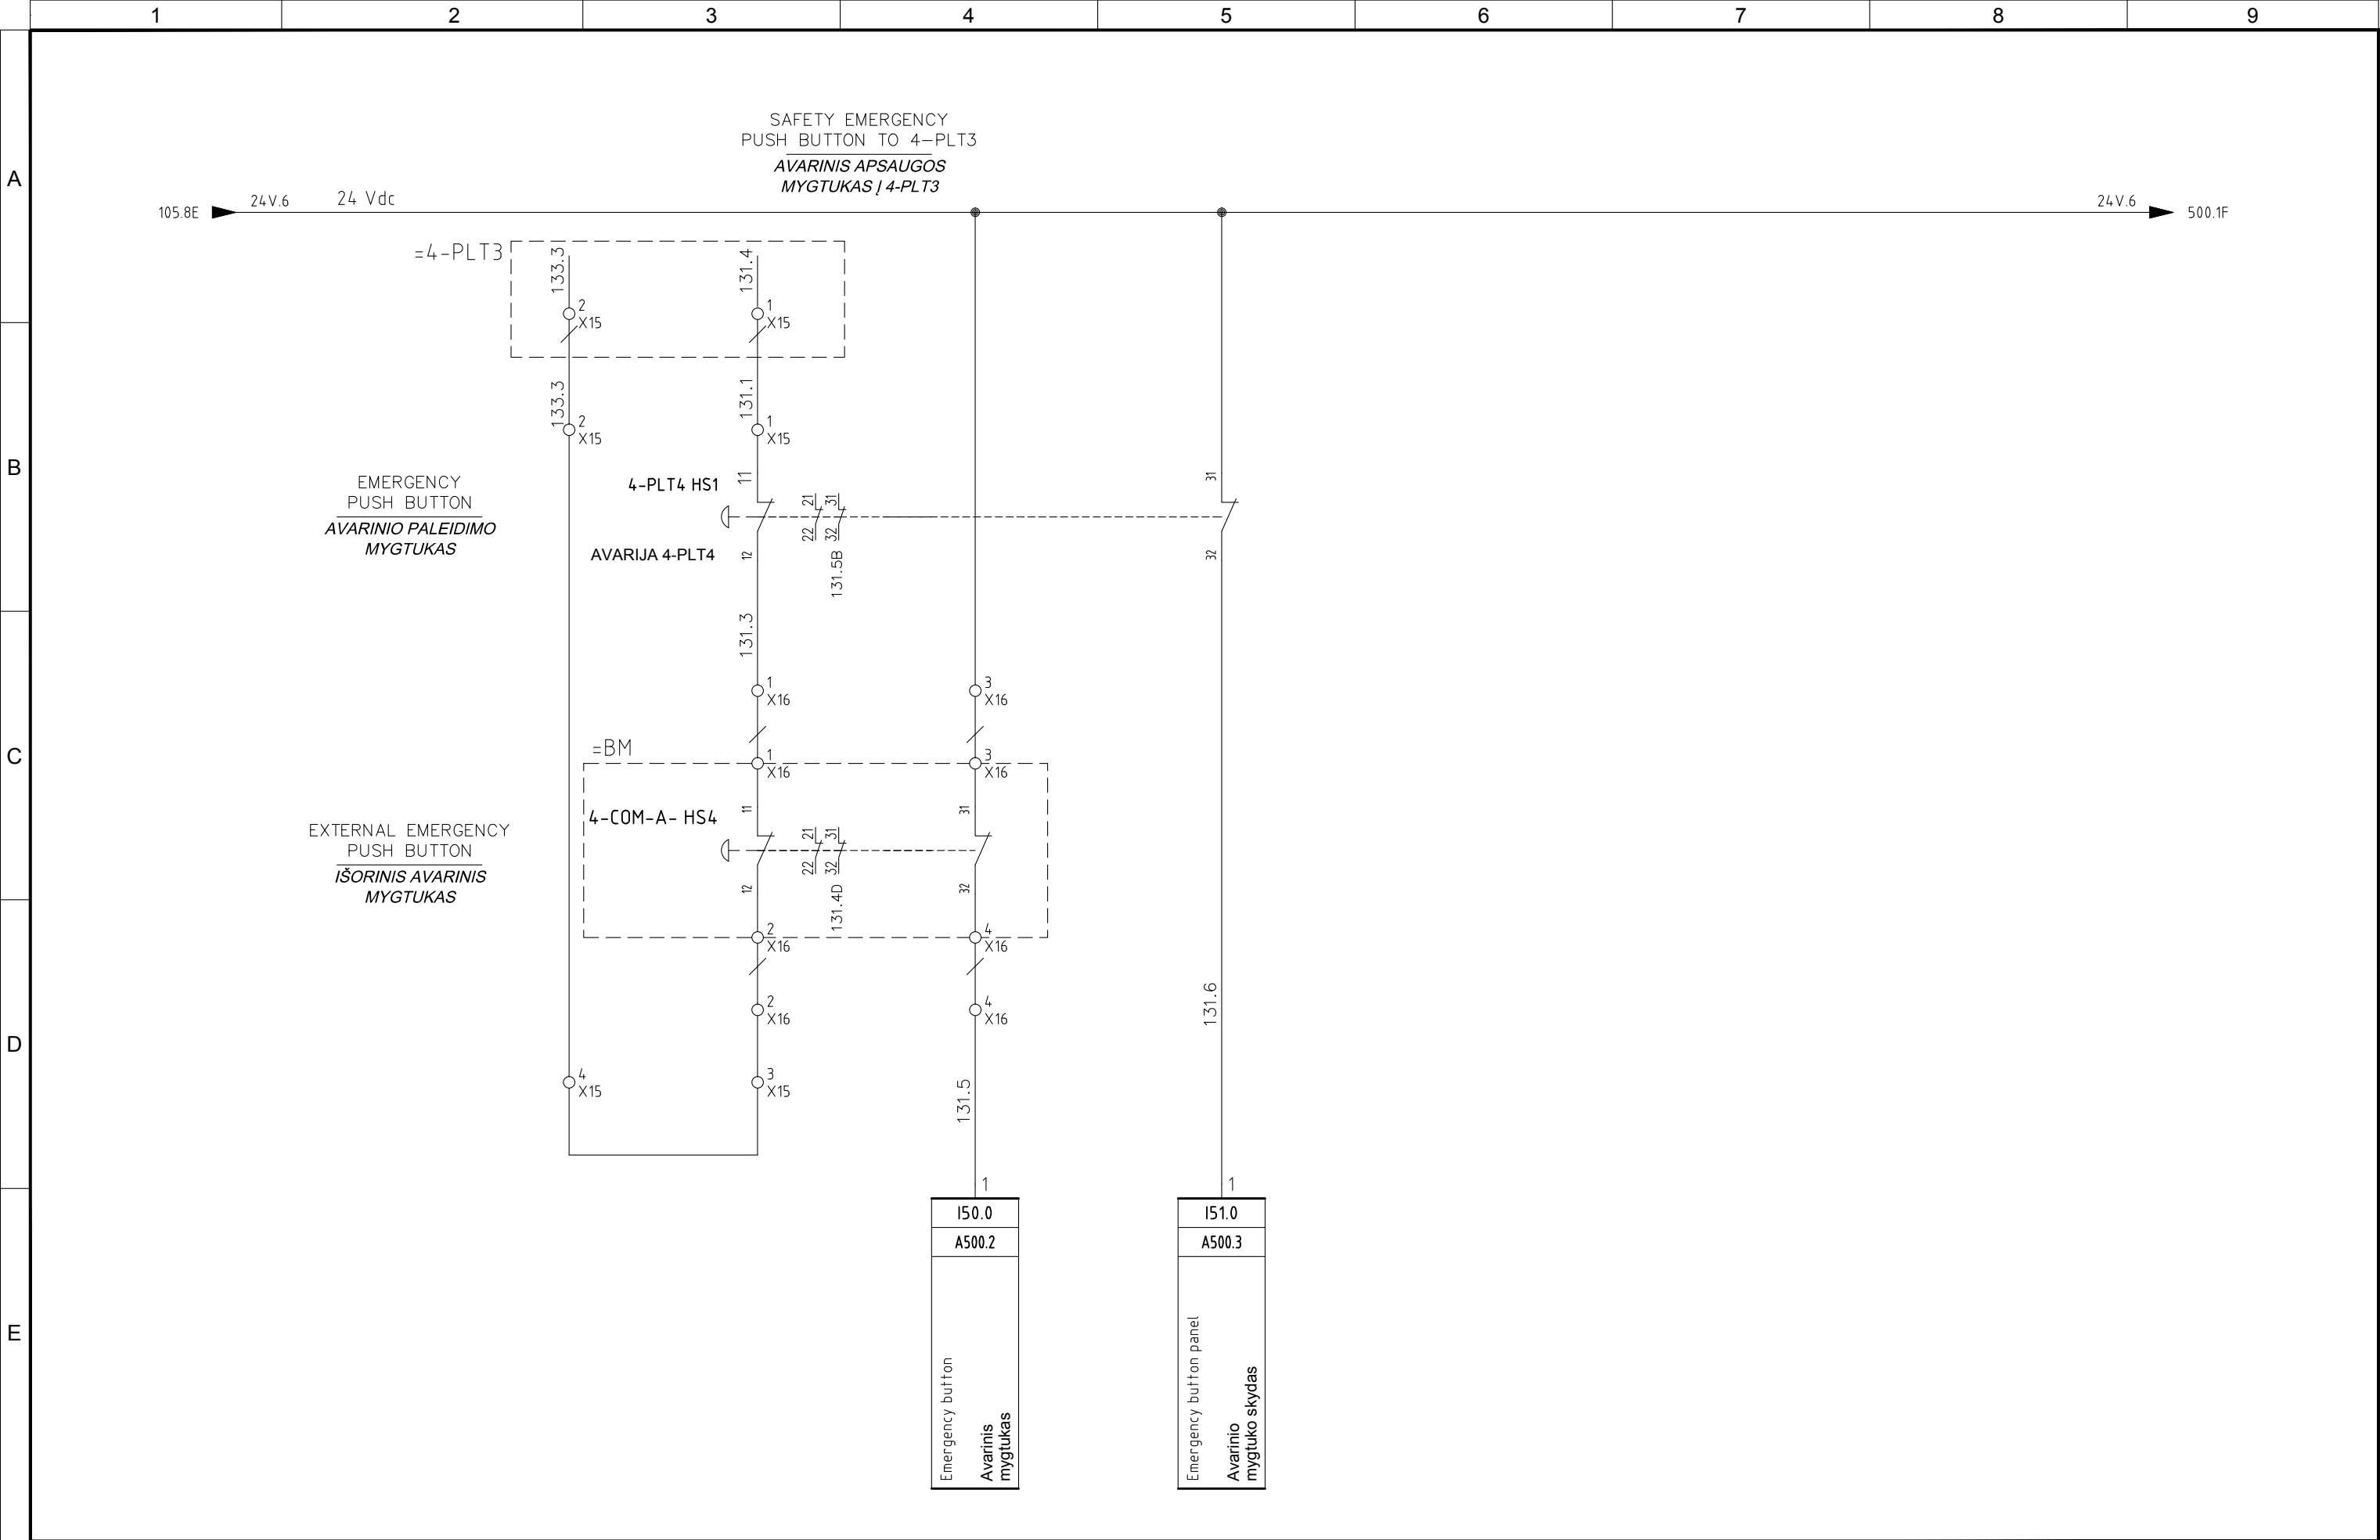 1 2 3 4 5 6 7 8 9
A
SAFETY EMERGENCY
PUSH BUTTON TO 4-PLT3
AVARINIS APSAUGOS
MYGTUKAS Į 4-PLT3
105.8E 24V.6 24 Vdc 24V.6 500.1F
=4-PLT3
133.3 131.4
2 1
X15 X15
133.3 131.1
2 1
X15 X15
B
EMERGENCY
PUSH BUTTON
AVARINIO PALEIDIMO
MYGTUKAS
4-PLT4 HS1
11 21 31 31
AVARIJA 4-PLT4
12 22 32 32
131.5B
131.3
1 3
X16 X16
C
=BM
1 3
X16 X16
EXTERNAL EMERGENCY
PUSH BUTTON
IŠORINIS AVARINIS
MYGTUKAS
4-COM-A- HS4
11 21 31 31
12 22 32 32
131.4D
2 4
X16 X16
2 4
X16 X16
D
131.6
4 3
X15 X15
131.5
1 1
I50.0 I51.0
A500.2 A500.3
E
Emergency button
Avarinis
mygtukas
Emergency button panel
Avarinio
mygtuko skydas